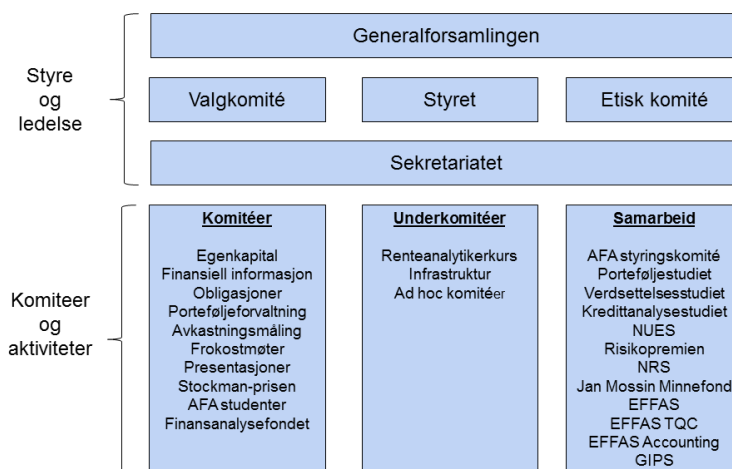 Generalforsamlingen
Styre
og
ledelse
Valgkomité
Styret
Etisk komité
Sekretariatet
Komiteer
og
aktiviteter
Komitéer
Egenkapital
Finansiell informasjon
Obligasjoner
Porteføljeforvaltning
Avkastningsmåling
Frokostmøter
Presentasjoner
Stockman-prisen
AFA studenter
Finansanalysefondet
Underkomitéer
Renteanalytikerkurs
Infrastruktur
Ad hoc komitéer
Samarbeid
AFA styringskomité
Porteføljestudiet
Verdsettelsesstudiet
Kredittanalysestudiet
NUES
Risikopremien
NRS
Jan Mossin Minnefond
EFFAS
EFFAS TQC
EFFAS Accounting
GIPS